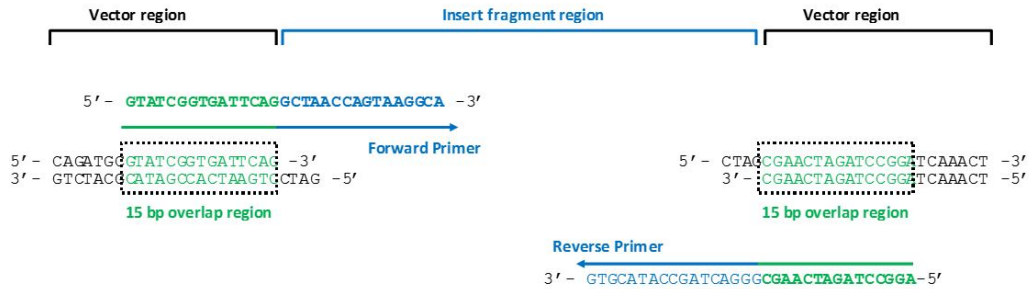 Vector region
Insert fragment region
Vector region
5'- GTATCGGTGATTCAGGCTAACCAGTAAGGCA -3'
Forward Primer
5'- CAGATGCGTATCGGTGATTCAG -3'
3'- GTCTACGCATAGCCACTAAGTCCTAG -5'
15 bp overlap region
5'- CTAGCGAACTAGATCCGGATCAAACT -3'
3'- CGAACTAGATCCGGATCAAACT -5'
15 bp overlap region
Reverse Primer
3'- GTGCATACCGATCAGGGCGAACTAGATCCGGA-5'